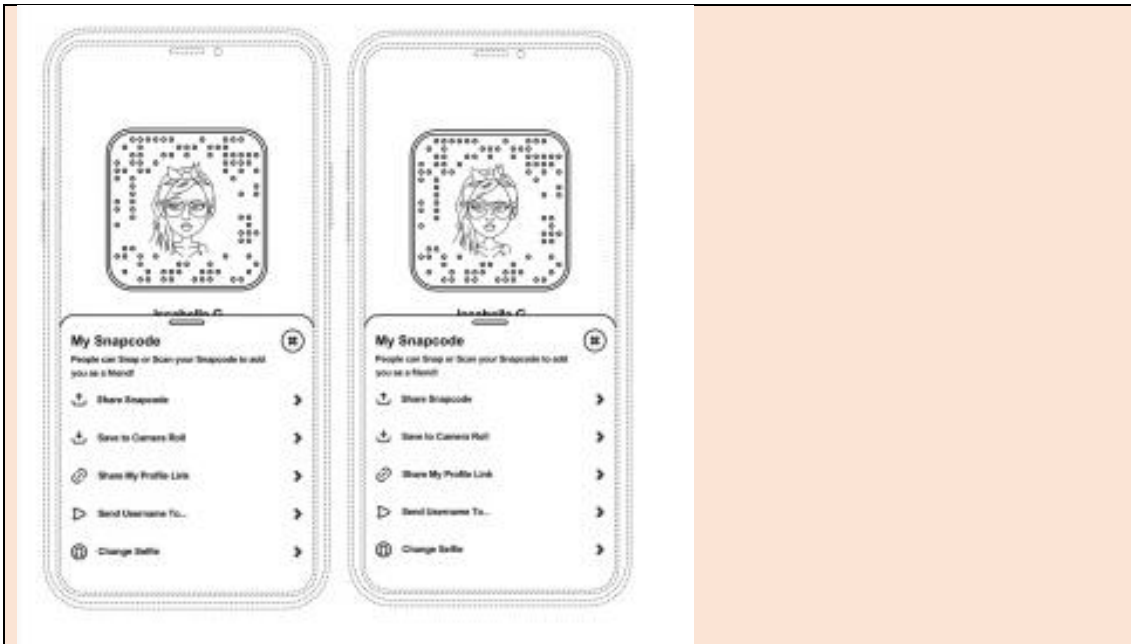 My Snapcode
People can Snap or Scan your Snapcode to add
you as a friend!
Share Snapcode
Save to Camera Roll
Share My Profile Link
Send Username To...
Change Selfie
My Snapcode
People can Snap or Scan your Snapcode to add
you as a friend!
Share Snapcode
Save to Camera Roll
Share My Profile Link
Send Username To...
Change Selfie